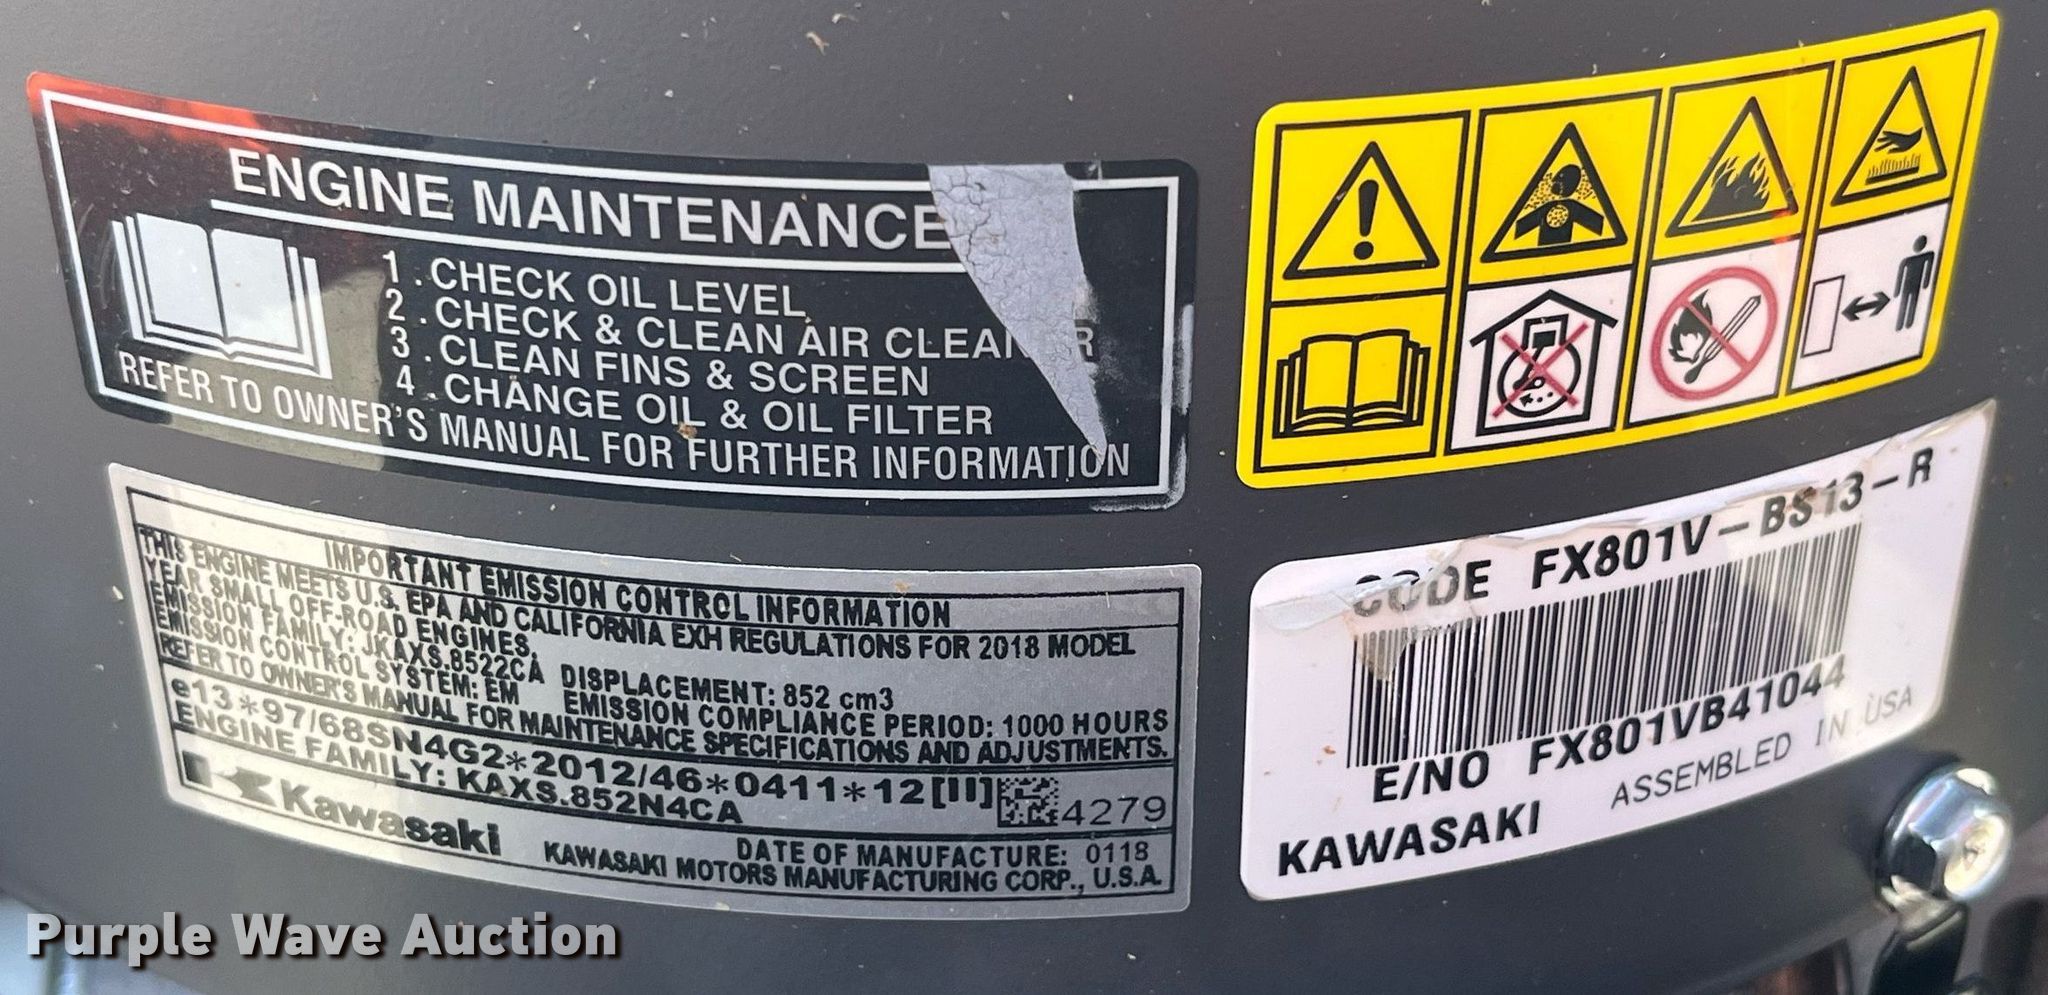 ENGINE MAINTENANCE
1. CHECK OIL LEVEL
2. CHECK & CLEAN AIR CLEANER
3. CLEAN FINS & SCREEN
4. CHANGE OIL & OIL FILTER
REFER TO OWNER'S MANUAL FOR FURTHER INFORMATION
IMPORTANT EMISSION CONTROL INFORMATION
THIS ENGINE MEETS U.S. EPA AND CALIFORNIA EXH REGULATIONS FOR 2018 MODEL
YEAR SMALL OFF-ROAD ENGINES.
EMISSION FAMILY: JKAXS.8522CA DISPLACEMENT: 852 cm3
EMISSION CONTROL SYSTEM: EM EMISSION COMPLIANCE PERIOD: 1000 HOURS
REFER TO OWNER'S MANUAL FOR MAINTENANCE SPECIFICATIONS AND ADJUSTMENTS.
e13*97/68SN4G2*2012/46*0411*12[II]
ENGINE FAMILY: KAXS.852N4CA
4279
Kawasaki
DATE OF MANUFACTURE: 0118
KAWASAKI MOTORS MANUFACTURING CORP., U.S.A.
CODE FX801V-BS13-R
E/NO FX801VB41044
KAWASAKI ASSEMBLED IN USA
Purple Wave Auction